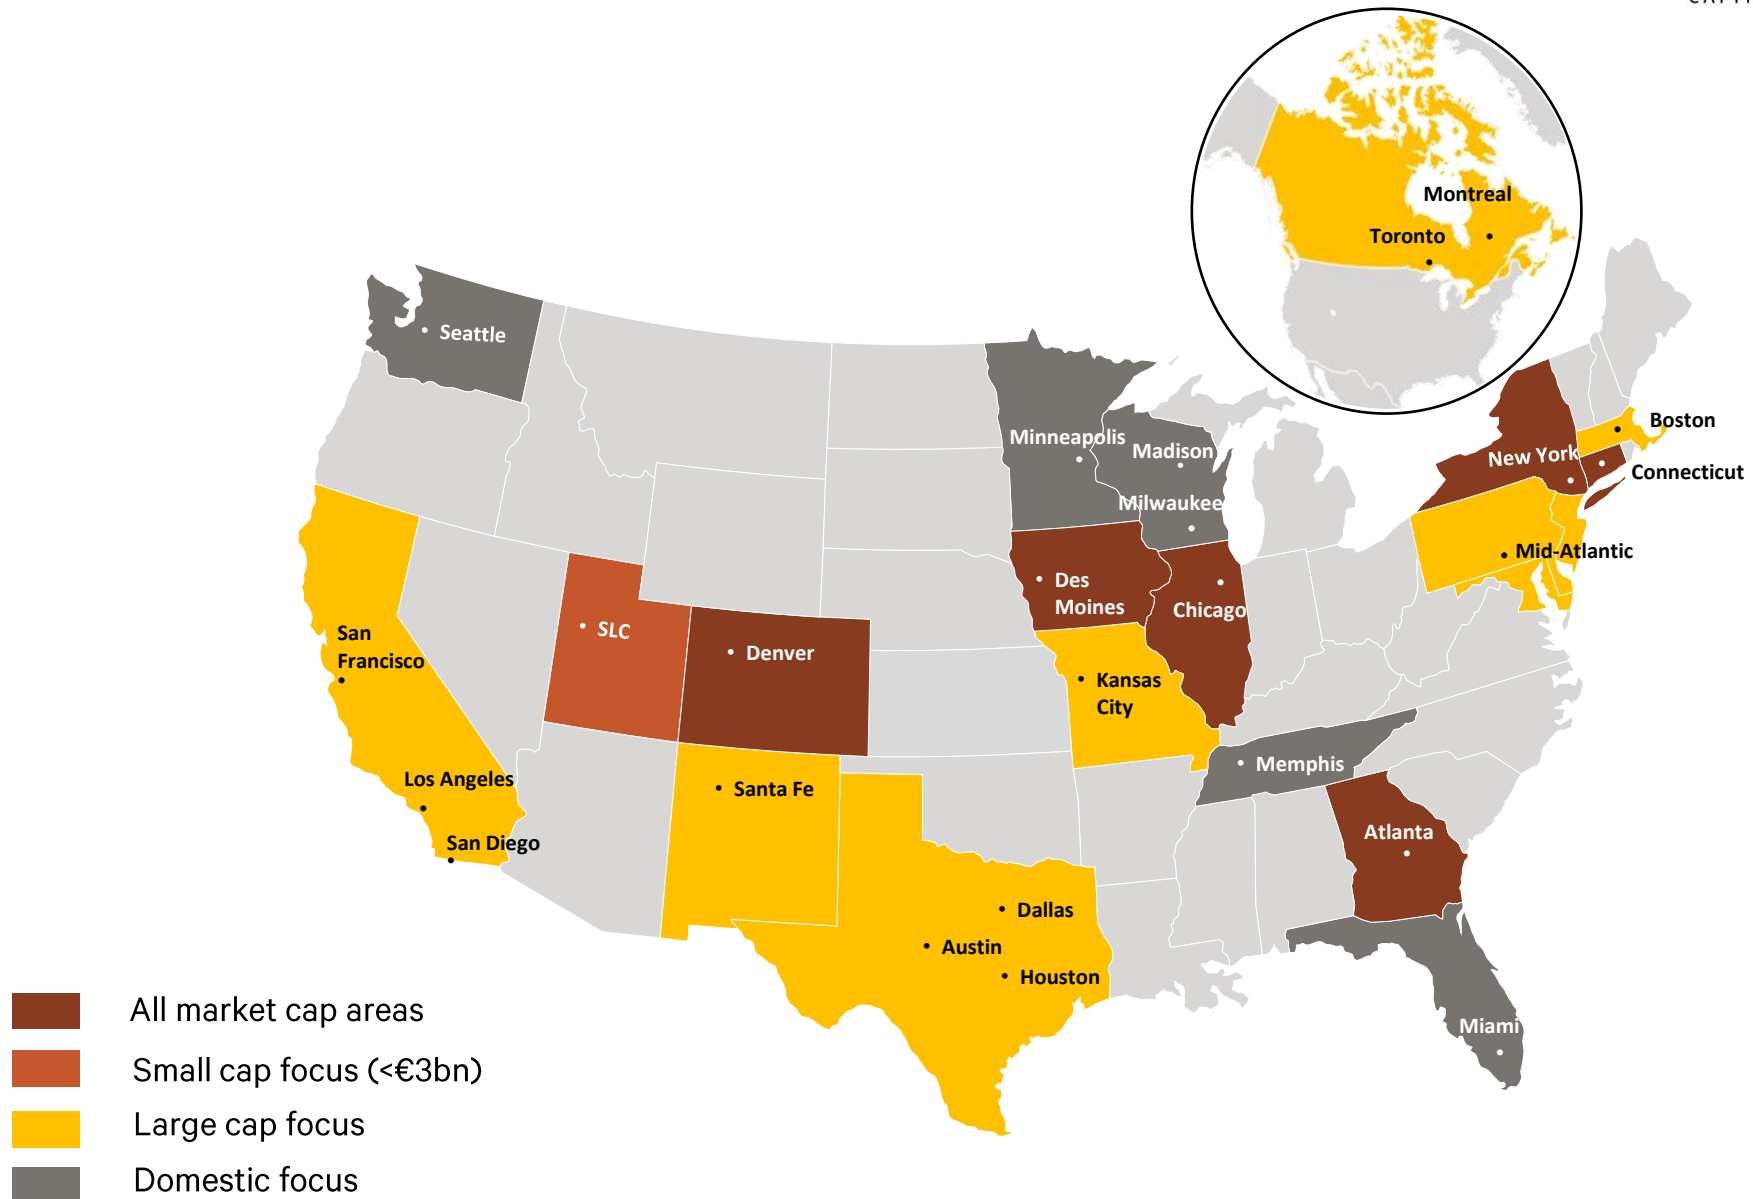 Montreal
Toronto
Seattle
Boston
Minneapolis
Madison
New York
Connecticut
Milwaukee
Mid-Atlantic
Des
Moines
Chicago
SLC
San
Francisco
Denver
Kansas
City
Memphis
Los Angeles
Santa Fe
San Diego
Atlanta
Dallas
Austin
Houston
Miami
All market cap areas
Small cap focus (<€3bn)
Large cap focus
Domestic focus